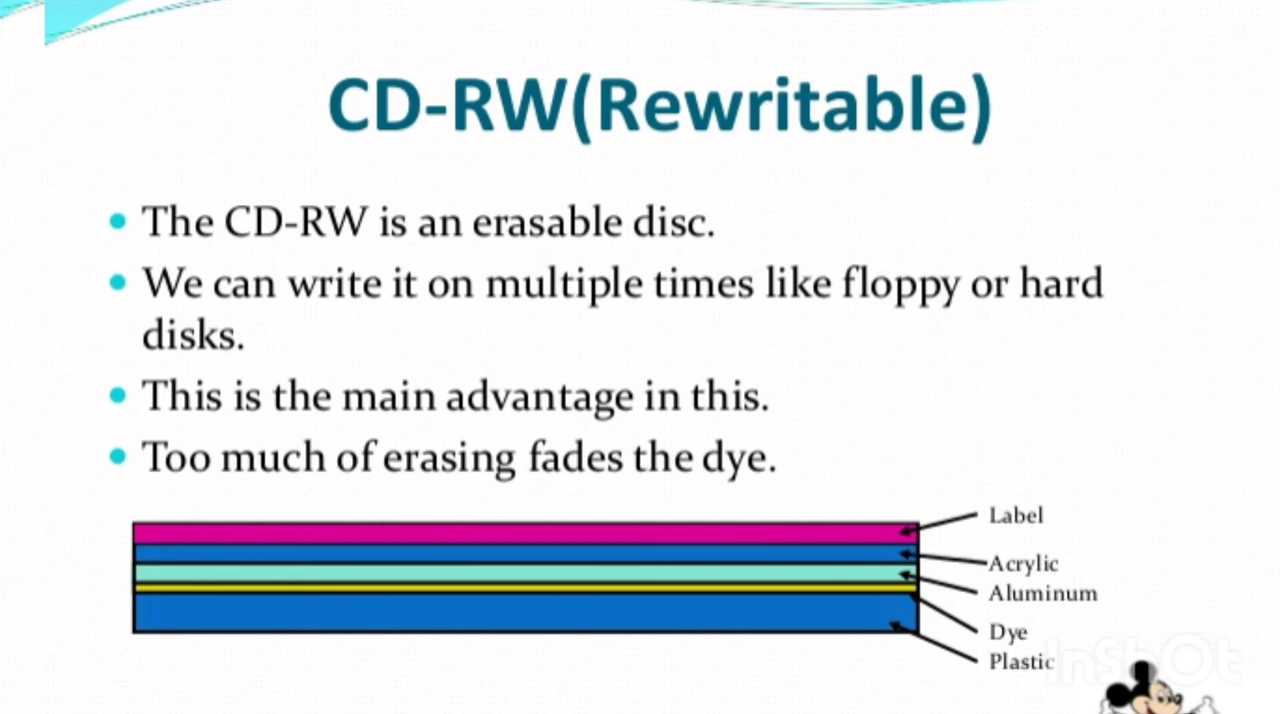 CD-RW(Rewritable)
The CD-RW is an erasable disc.
We can write it on multiple times like floppy or hard
disks.
This is the main advantage in this.
Too much of erasing fades the dye.
Label
Acrylic
Aluminum
Dye
Plastic
InShOt